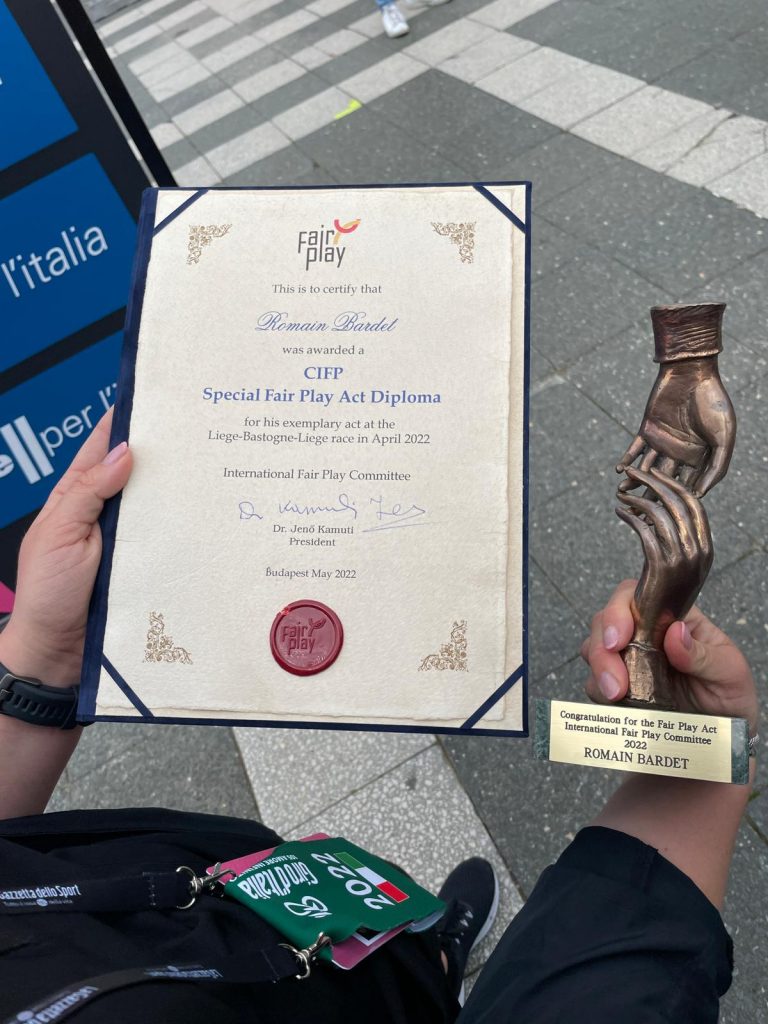 l'italia
per l'i
Fair
play
This is to certify that
Romain Bardet
was awarded a
CIFP
Special Fair Play Act Diploma
for his exemplary act at the
Liege-Bastogne-Liege race in April 2022
International Fair Play Committee
Dr Kamuti Jenő
Dr. Jenő Kamuti
President
Budapest May 2022
Fair
play
Congratulation for the Fair Play Act
International Fair Play Committee
2022
ROMAIN BARDET
Giro d'Italia
2022
Gazzetta dello Sport